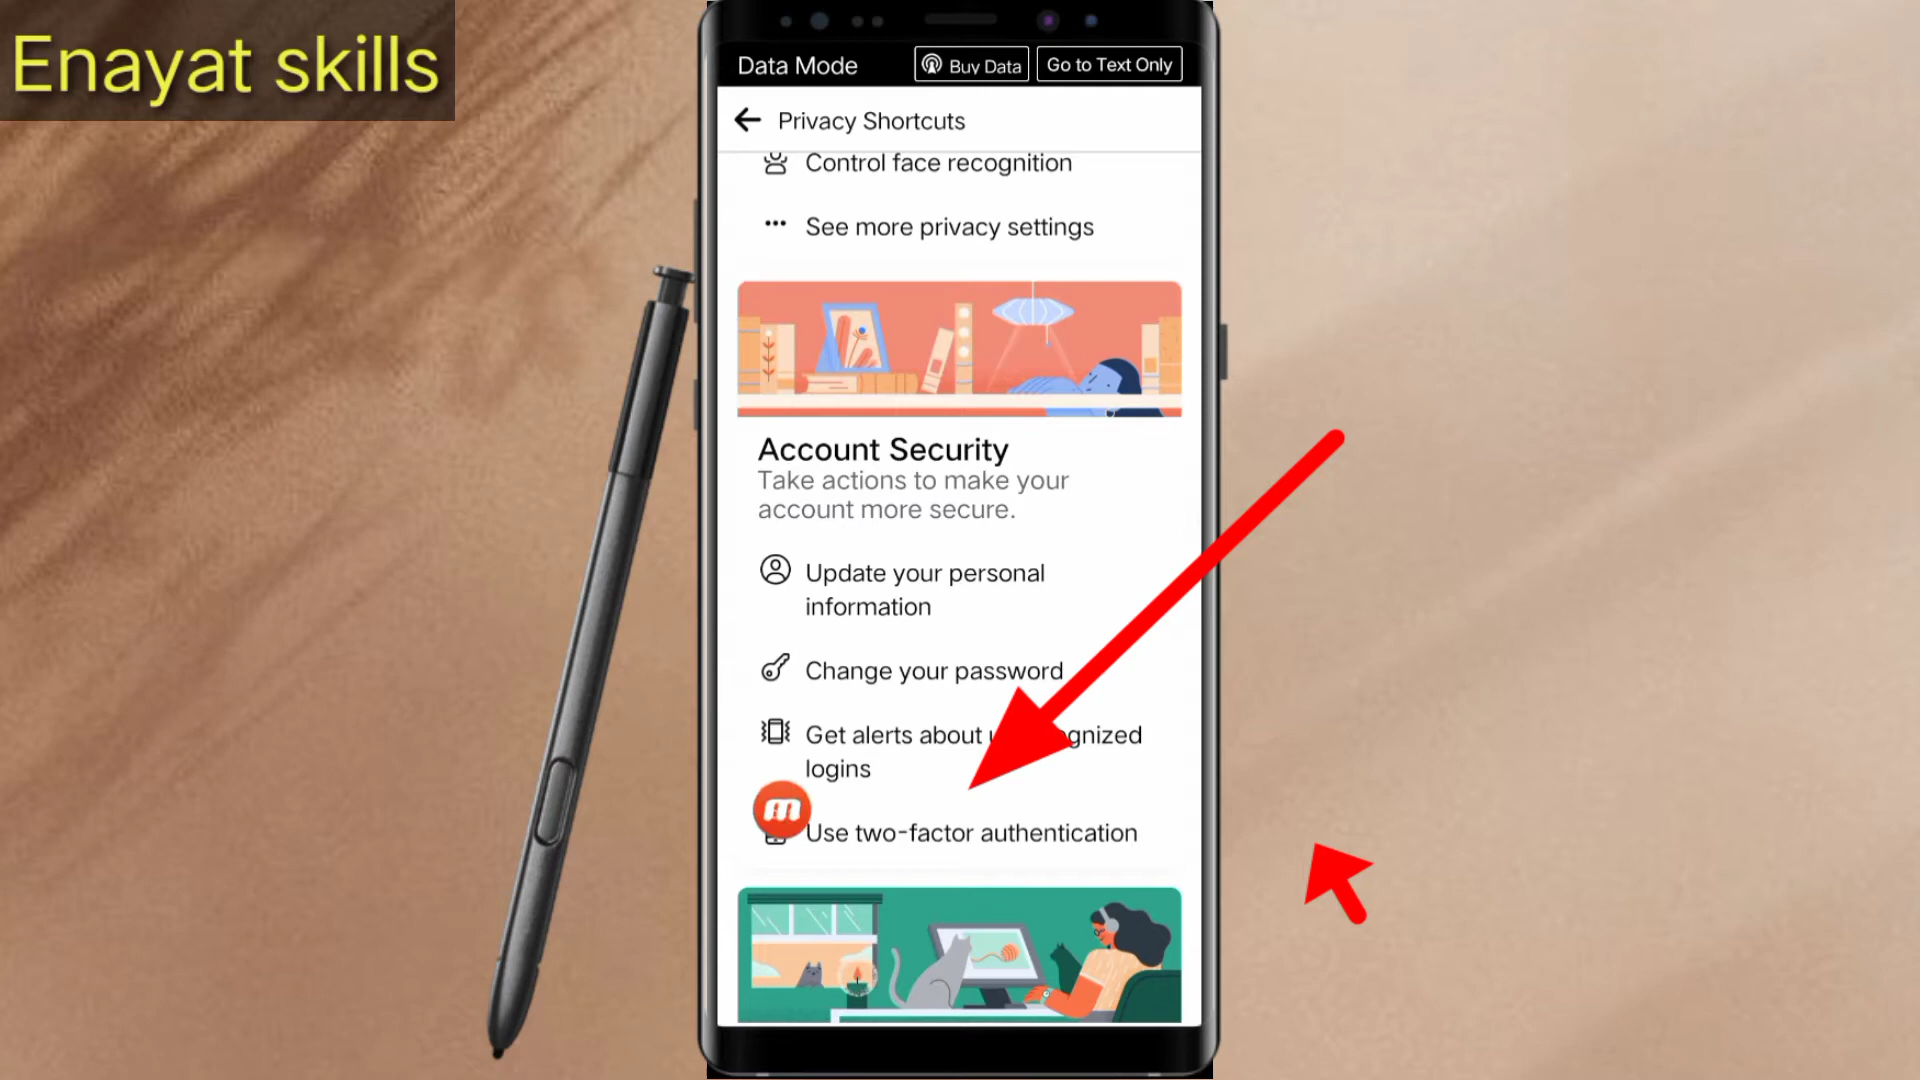 Enayat skills
Data Mode
Buy Data
Go to Text Only
Privacy Shortcuts
Control face recognition
See more privacy settings
Account Security
Take actions to make your
account more secure.
Update your personal
information
Change your password
Get alerts about
logins
Use two-factor authentication